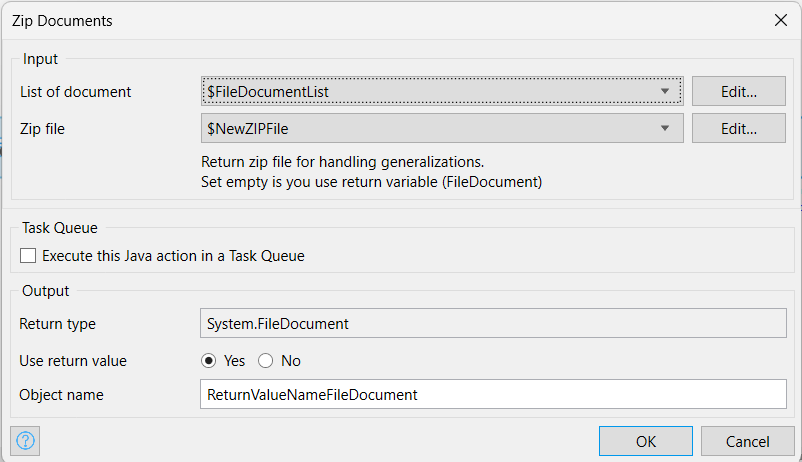 Zip Documents
Input
List of document $FileDocumentList Edit...
Zip file $NewZIPFile Edit...
Return zip file for handling generalizations.
Set empty is you use return variable (FileDocument)
Task Queue
Execute this Java action in a Task Queue
Output
Return type System.FileDocument
Use return value Yes No
Object name ReturnValueNameFileDocument
? OK Cancel